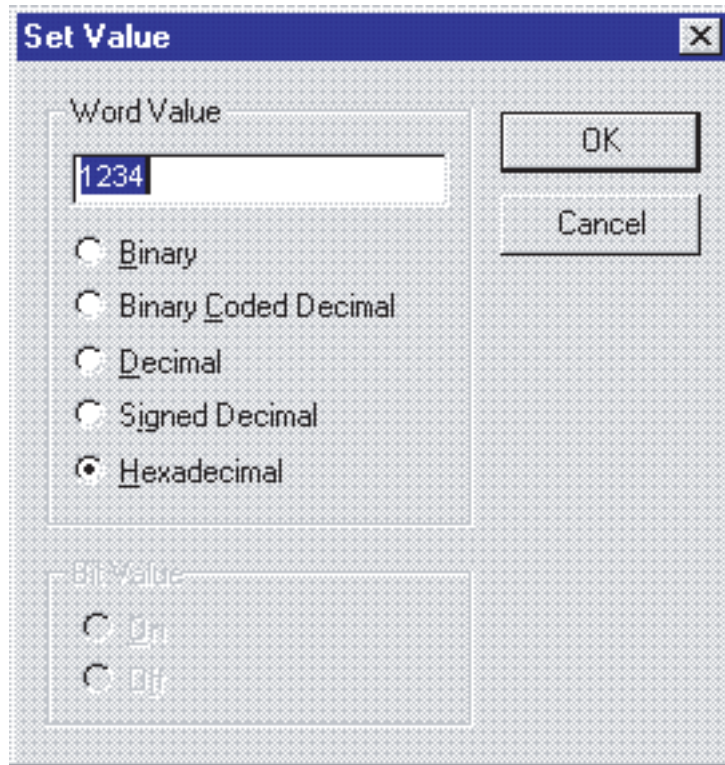 Set Value
Word Value
1234
OK
Cancel
Binary
Binary Coded Decimal
Decimal
Signed Decimal
Hexadecimal
Bit Value
On
Off